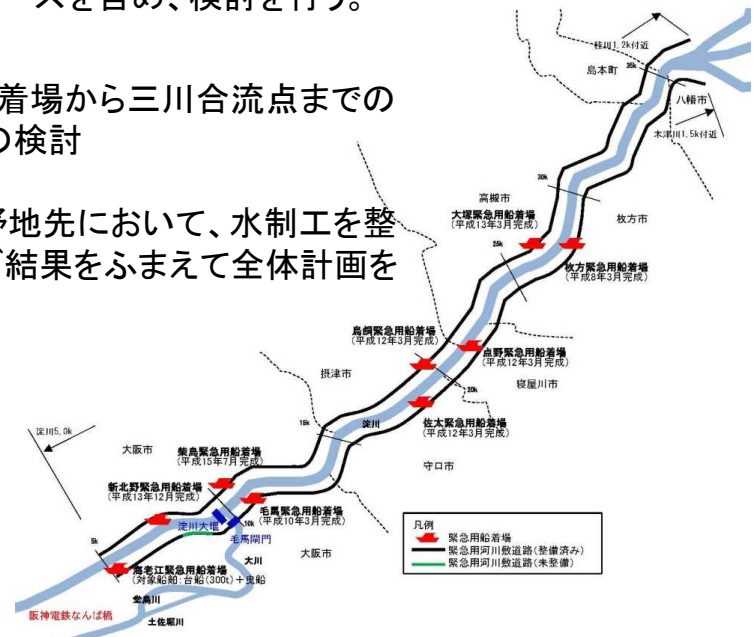 スを含め、検討を行う。
着場から三川合流点までの
の検討
野地先において、水制工を整
結果をふまえて全体計画を
桂川1.2k付近
島本町
35k
八幡市
木津川1.5k付近
30k
高槻市
大塚緊急用船着場
(平成13年3月完成)
枚方市
25k
枚方緊急用船着場
(平成8年3月完成)
鳥飼緊急用船着場
(平成12年3月完成)
点野緊急用船着場
(平成12年3月完成)
摂津市
寝屋川市
20k
淀川
佐太緊急用船着場
(平成12年3月完成)
15k
守口市
淀川5.0k
大阪市
柴島緊急用船着場
(平成15年7月完成)
新北野緊急用船着場
(平成13年12月完成)
毛馬緊急用船着場
(平成10年3月完成)
10k
淀川大堰
毛馬閘門
5k
大川
大阪市
海老江緊急用船着場
(対象船舶:台船(300t)+曳船)
堂島川
阪神電鉄なんば橋
土佐堀川
凡例
緊急用船着場
緊急用河川敷道路(整備済み)
緊急用河川敷道路(未整備)